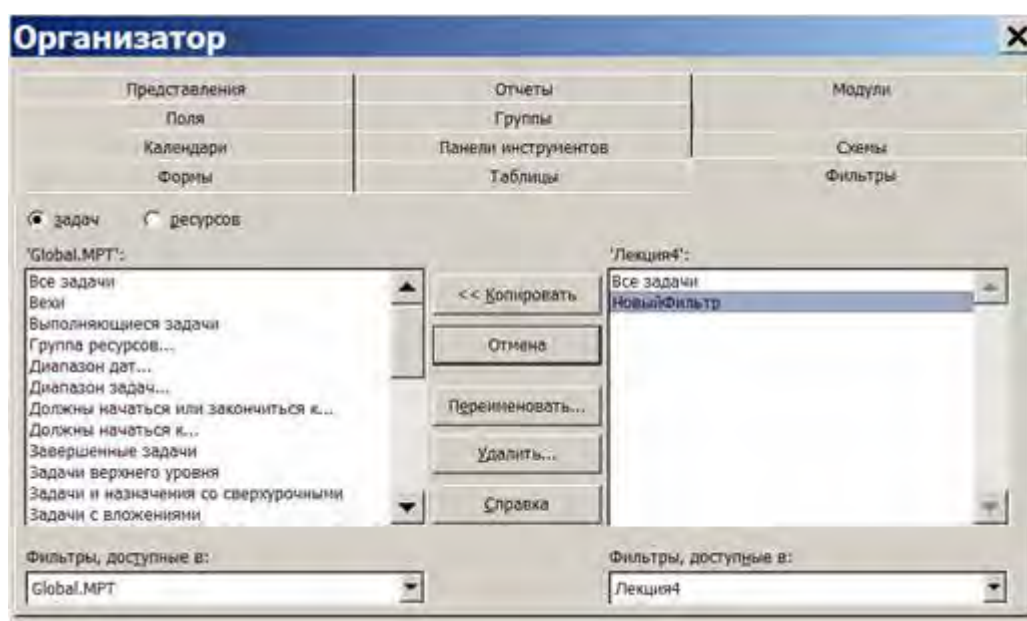 Организатор
Представления Отчеты Модули
Поля Группы
Календари Панели инструментов Схемы
Формы Таблицы Фильтры
задач ресурсов
'Global.MPT': 'Лекция4':
Все задачи
Вехи
Выполняющиеся задачи
Группа ресурсов...
Диапазон дат...
Диапазон задач...
Должны начаться или закончиться к...
Должны начаться к...
Завершенные задачи
Задачи верхнего уровня
Задачи и назначения со сверхурочными
Задачи с вложениями
<< Копировать
Отмена
Переименовать...
Удалить...
Справка
Все задачи
НовыйФильтр
Фильтры, доступные в: Фильтры, доступные в:
Global.MPT Лекция4